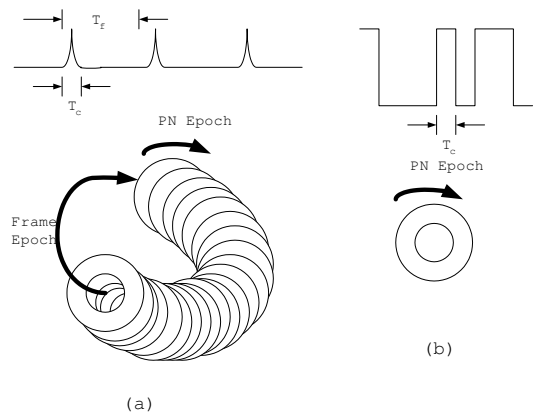 T_f
T_c
PN Epoch
Frame
Epoch
(a)
T_c
PN Epoch
(b)